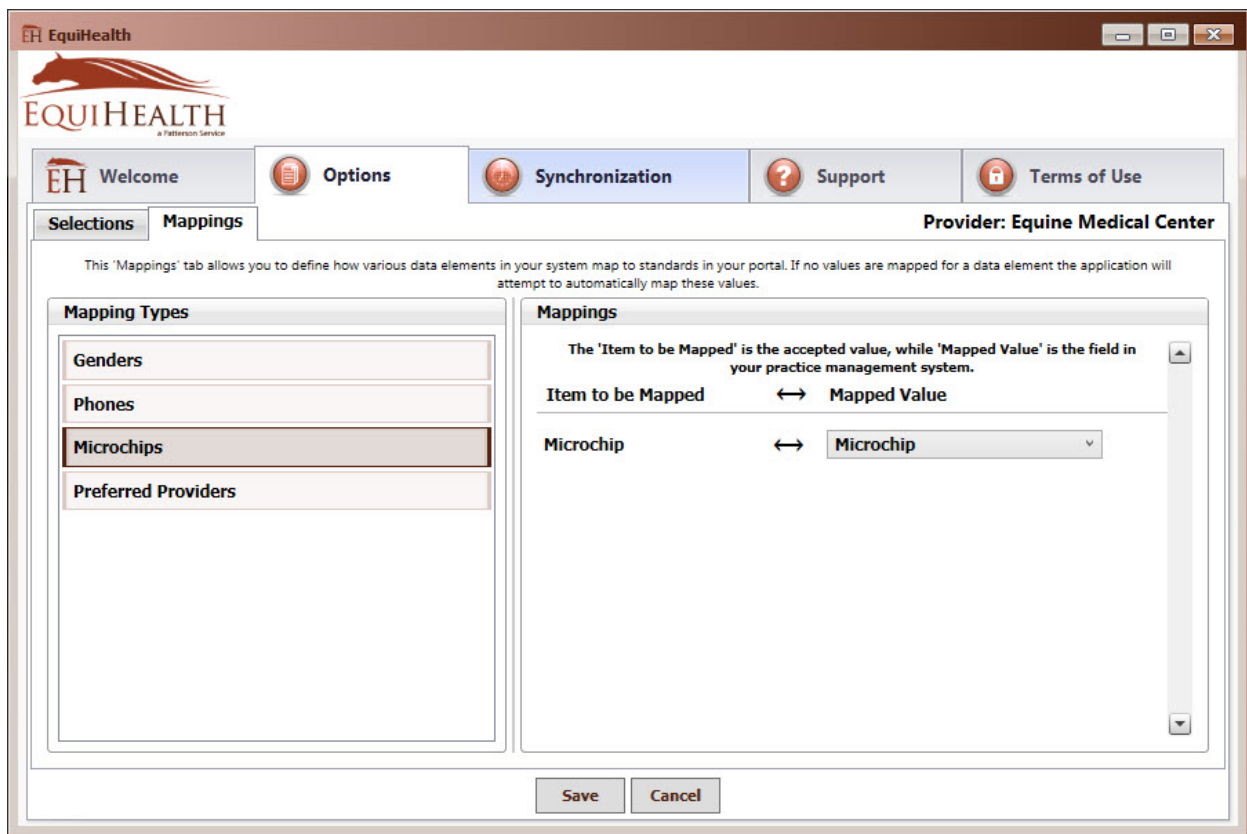 EH EquiHealth
EQUIHEALTH
a Patterson Service
EH Welcome
Options
Synchronization
Support
Terms of Use
Selections
Mappings
Provider: Equine Medical Center
This 'Mappings' tab allows you to define how various data elements in your system map to standards in your portal. If no values are mapped for a data element the application will
attempt to automatically map these values.
Mapping Types
Genders
Phones
Microchips
Preferred Providers
Mappings
The 'Item to be Mapped' is the accepted value, while 'Mapped Value' is the field in
your practice management system.
Item to be Mapped ↔ Mapped Value
Microchip ↔ Microchip
Save
Cancel